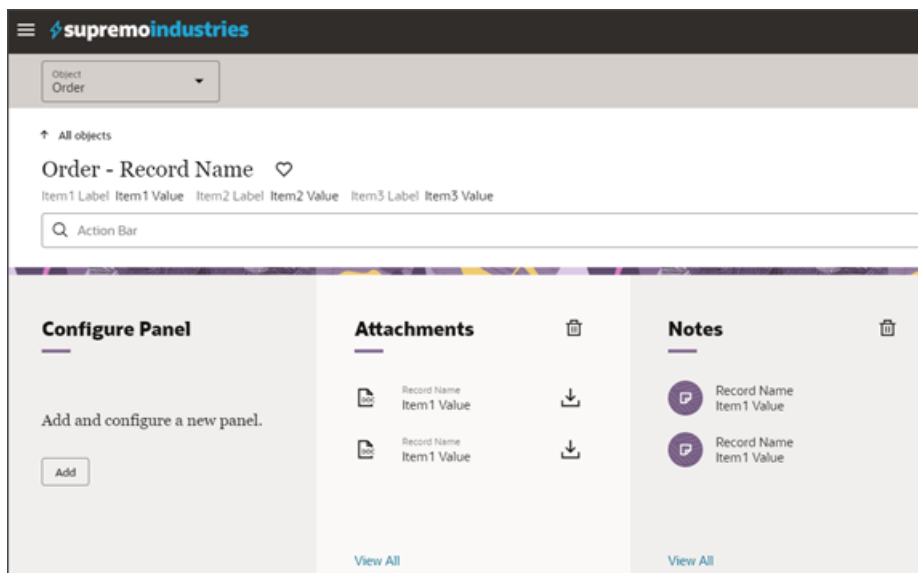 supremoindustries
Object
Order
All objects
Order - Record Name
Item1 Label Item1 Value Item2 Label Item2 Value Item3 Label Item3 Value
Action Bar
Configure Panel
Add and configure a new panel.
Add
Attachments
DOC Record Name
Item1 Value
DOC Record Name
Item1 Value
View All
Notes
Record Name
Item1 Value
Record Name
Item1 Value
View All